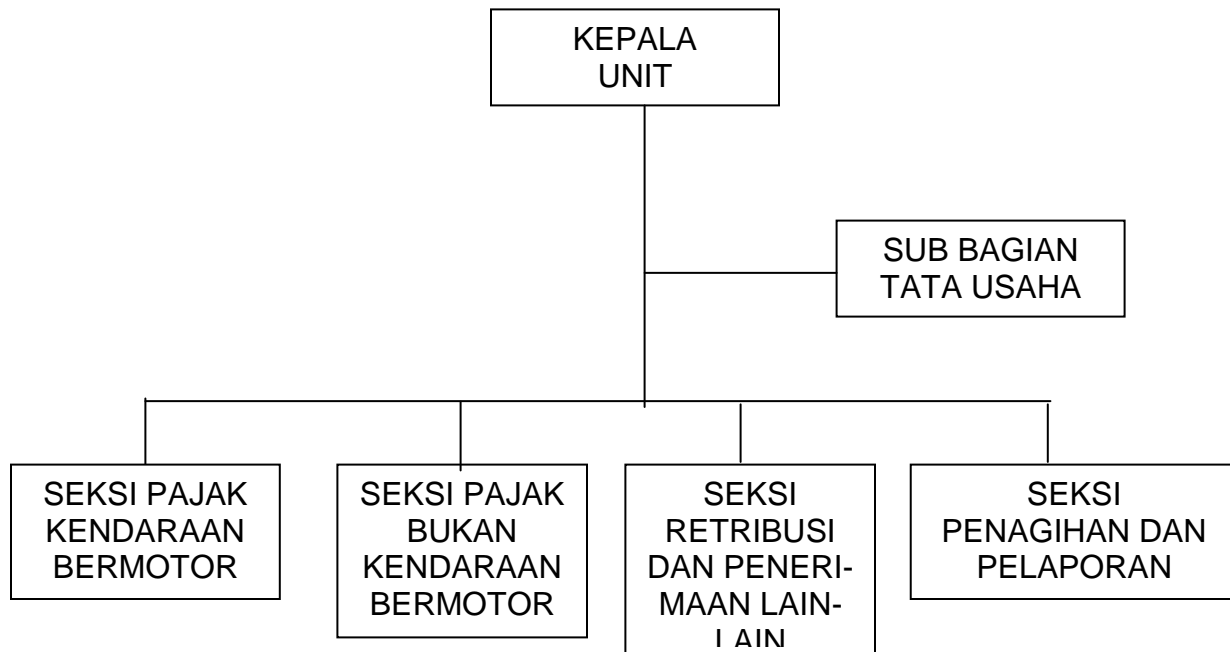 KEPALA
UNIT
SUB BAGIAN
TATA USAHA
SEKSI PAJAK
KENDARAAN
BERMOTOR
SEKSI PAJAK
BUKAN
KENDARAAN
BERMOTOR
SEKSI
RETRIBUSI
DAN PENERI-
MAAN LAIN-
LAIN
SEKSI
PENAGIHAN DAN
PELAPORAN